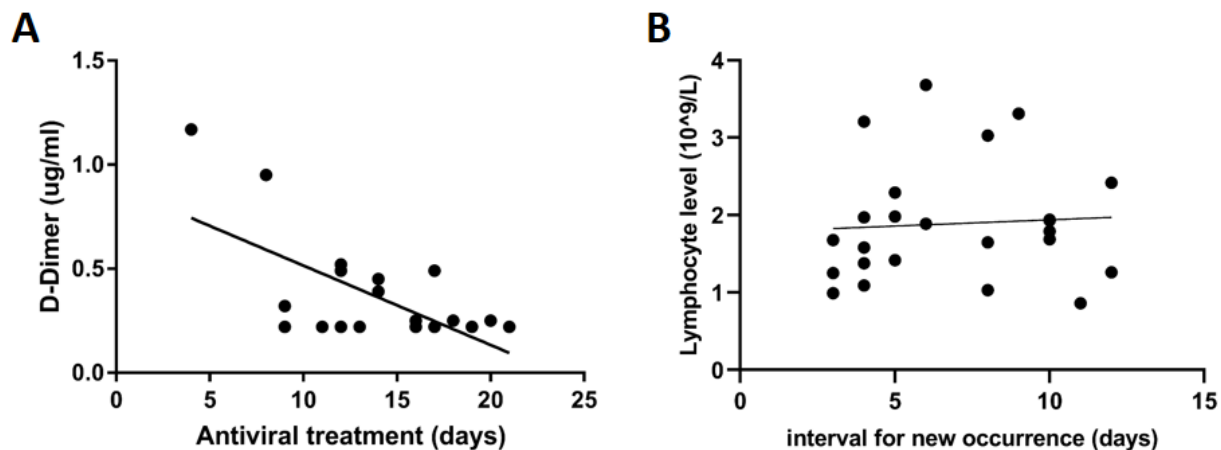 A
D-Dimer (ug/ml)
1.5
1.0
0.5
0.0
0 5 10 15 20 25
Antiviral treatment (days)
B
Lymphocyte level (10^9/L)
4
3
2
1
0
0 5 10 15
interval for new occurrence (days)